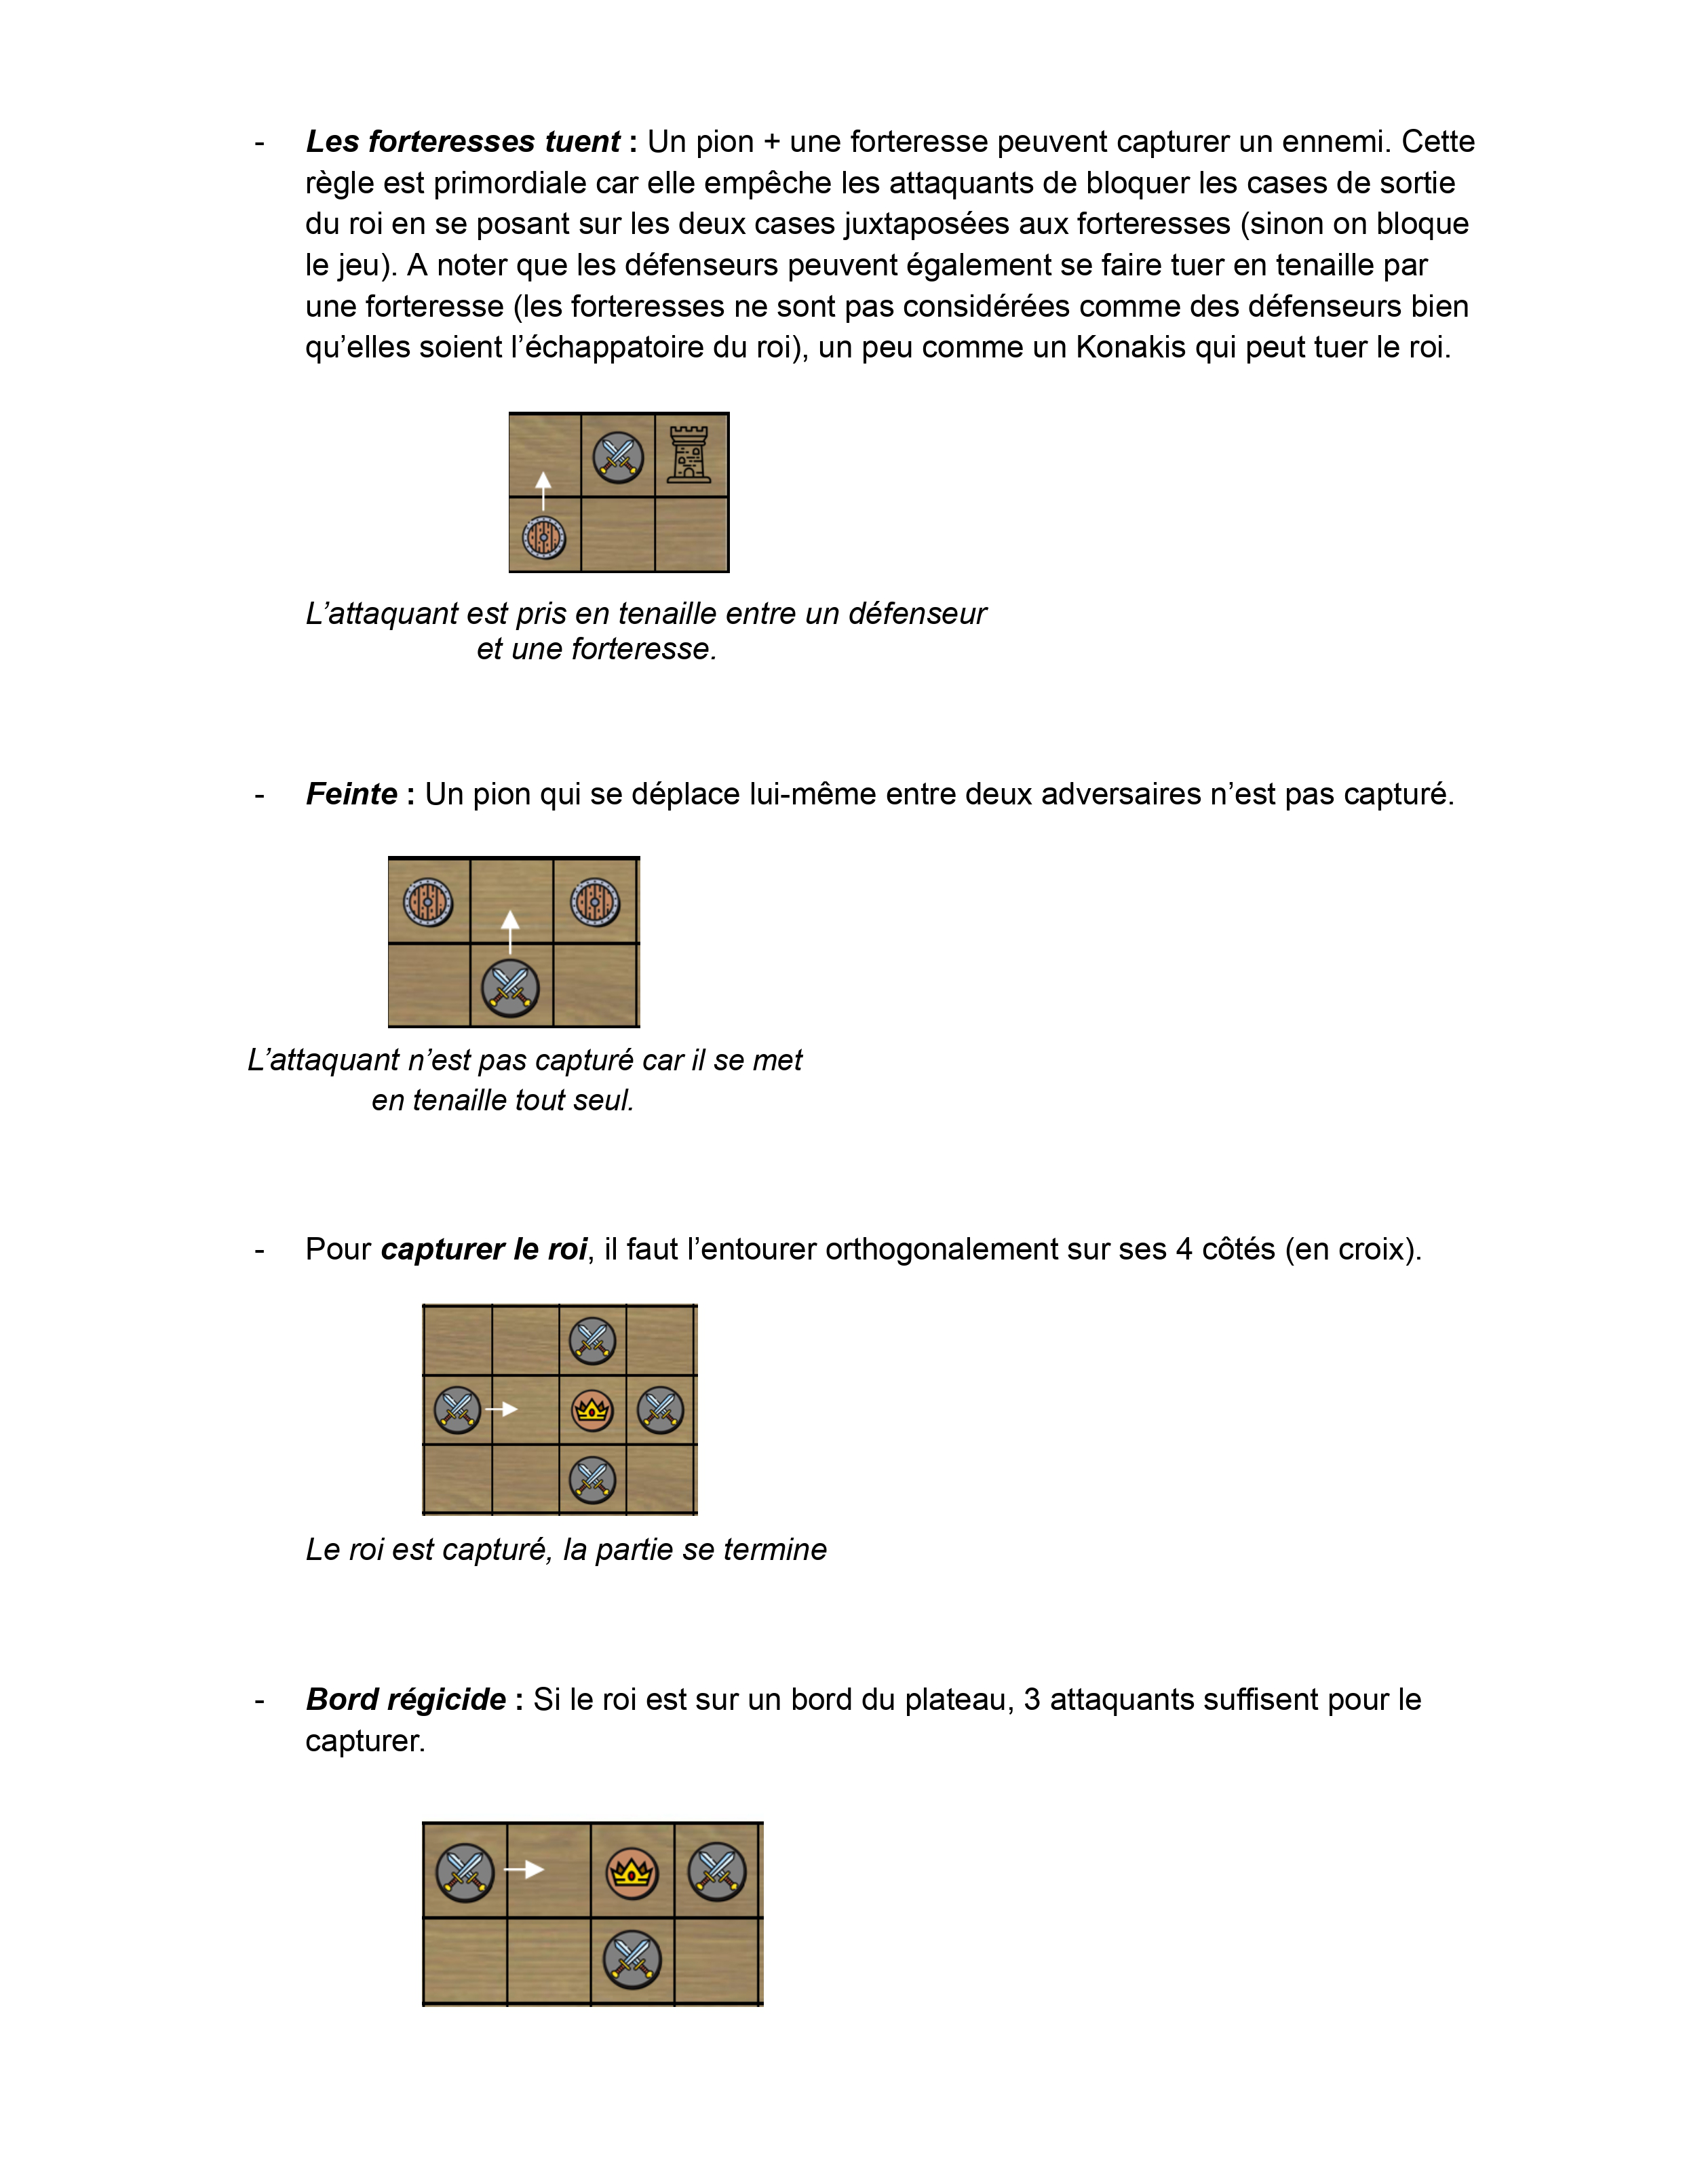 - Les forteresses tuent : Un pion + une forteresse peuvent capturer un ennemi. Cette
règle est primordiale car elle empêche les attaquants de bloquer les cases de sortie
du roi en se posant sur les deux cases juxtaposées aux forteresses (sinon on bloque
le jeu). A noter que les défenseurs peuvent également se faire tuer en tenaille par
une forteresse (les forteresses ne sont pas considérées comme des défenseurs bien
qu’elles soient l’échappatoire du roi), un peu comme un Konakis qui peut tuer le roi.
L’attaquant est pris en tenaille entre un défenseur
et une forteresse.
- Feinte : Un pion qui se déplace lui-même entre deux adversaires n’est pas capturé.
L’attaquant n’est pas capturé car il se met
en tenaille tout seul.
- Pour capturer le roi, il faut l’entourer orthogonalement sur ses 4 côtés (en croix).
Le roi est capturé, la partie se termine
- Bord régicide : Si le roi est sur un bord du plateau, 3 attaquants suffisent pour le
capturer.